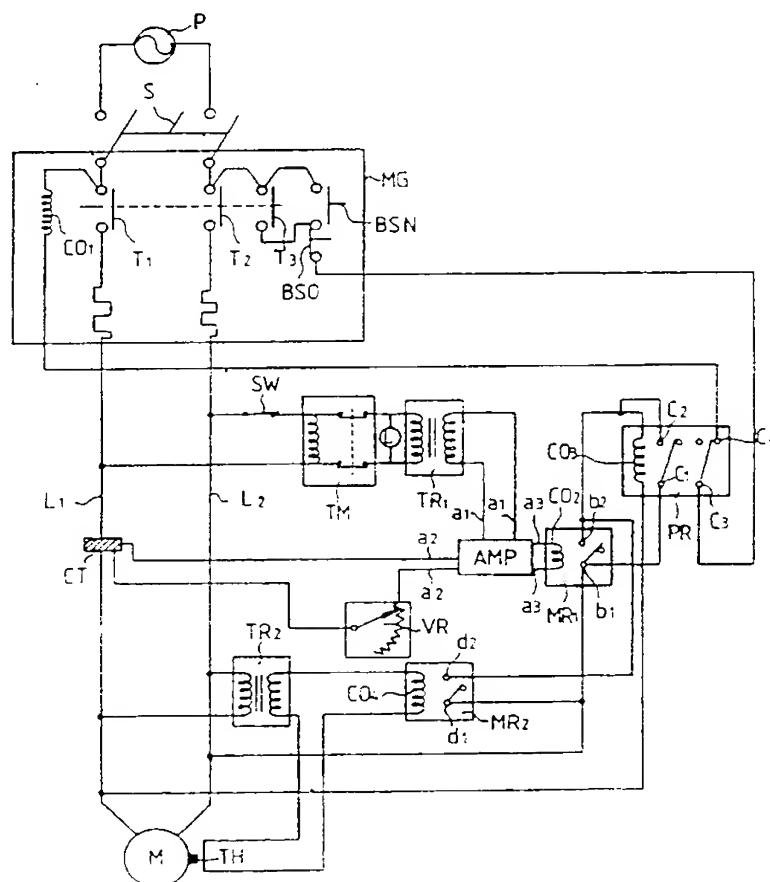 P
S
MG
CO1
T1
T2
T3
BSN
BSO
SW
TM
L
TR1
CO3
C2
C1
C3
PR
L1
L2
a1
a1
a3
CO2
b2
CT
a2
AMP
a2
a3
MR1
b1
VR
TR2
CO4
d2
d1
MR2
M
TH